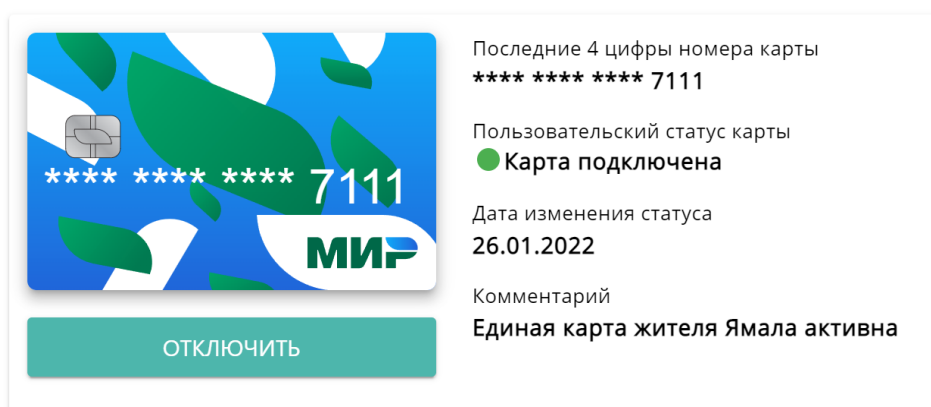 **** **** **** 7111
МИР
ОТКЛЮЧИТЬ
Последние 4 цифры номера карты
**** **** **** 7111
Пользовательский статус карты
Карта подключена
Дата изменения статуса
26.01.2022
Комментарий
Единая карта жителя Ямала активна